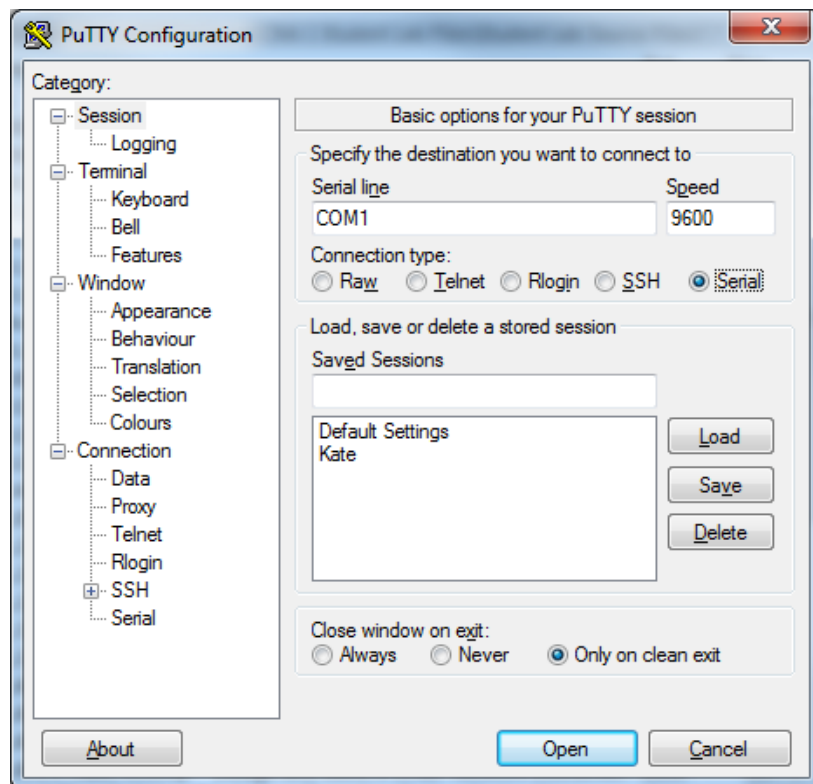 PuTTY Configuration
Category:
Session
Logging
Terminal
Keyboard
Bell
Features
Window
Appearance
Behaviour
Translation
Selection
Colours
Connection
Data
Proxy
Telnet
Rlogin
SSH
Serial
Basic options for your PuTTY session
Specify the destination you want to connect to
Serial line Speed
COM1 9600
Connection type:
Raw Telnet Rlogin SSH Serial
Load, save or delete a stored session
Saved Sessions
Default Settings
Kate
Load
Save
Delete
Close window on exit:
Always Never Only on clean exit
About Open Cancel